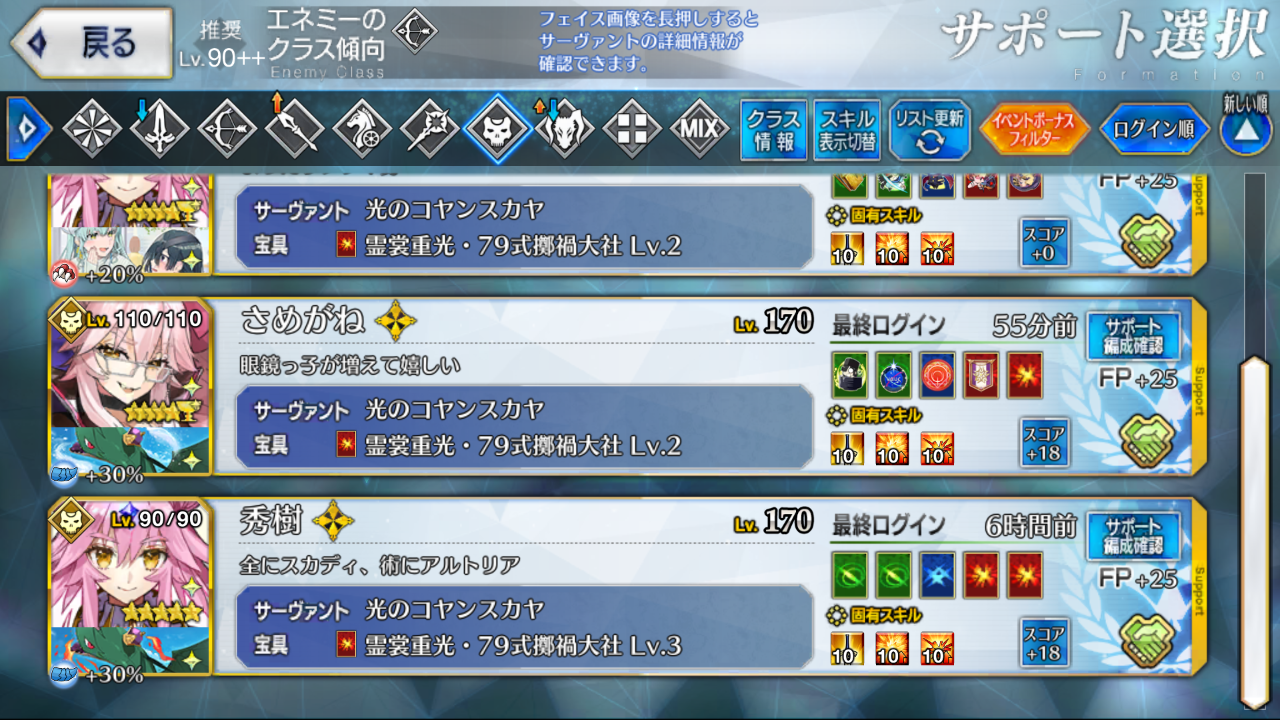 戻る
推奨
Lv.90++
エネミーの
クラス傾向
Enemy Class
フェイス画像を長押しすると
サーヴァントの詳細情報が
確認できます。
サポート選択
Formation
MIX
クラス
情報
スキル
表示切替
リスト更新
イベントボーナス
フィルター
ログイン順
新しい順
サーヴァント 光のコヤンスカヤ
宝具 霊裳重光・79式擲禍大社 Lv.2
固有スキル
10 10 10
スコア
+0
FP+25
Support
+20%
Lv.110/110
さめがね
Lv.170
眼鏡っ子が増えて嬉しい
サーヴァント 光のコヤンスカヤ
宝具 霊裳重光・79式擲禍大社 Lv.2
最終ログイン 55分前
固有スキル
10 10 10
スコア
+18
サポート
編成確認
FP+25
Support
+30%
Lv.90/90
秀樹
Lv.170
全にスカディ、術にアルトリア
サーヴァント 光のコヤンスカヤ
宝具 霊裳重光・79式擲禍大社 Lv.3
最終ログイン 6時間前
固有スキル
10 10 10
スコア
+18
サポート
編成確認
FP+25
Support
+30%